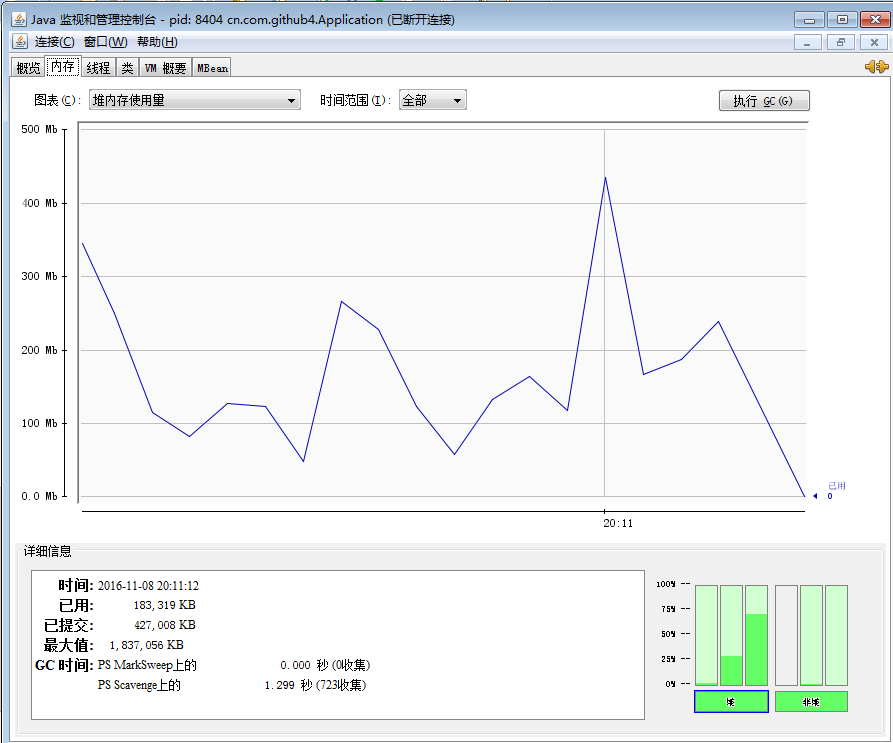 Java 监视和管理控制台 - pid: 8404 cn.com.github4.Application (已断开连接)
连接(C) 窗口(W) 帮助(H)
概览 内存 线程 类 VM 概要 MBean
图表(C): 堆内存使用量 时间范围(I): 全部 执行 GC(G)
500 Mb
400 Mb
300 Mb
200 Mb
100 Mb
0.0 Mb
已用
0
20:11
详细信息
时间: 2016-11-08 20:11:12
已用: 183,319 KB
已提交: 427,008 KB
最大值: 1,837,056 KB
GC 时间: PS MarkSweep上的 0.000 秒 (0收集)
PS Scavenge上的 1.299 秒 (723收集)
100%
75%
50%
25%
0%
堆 非堆